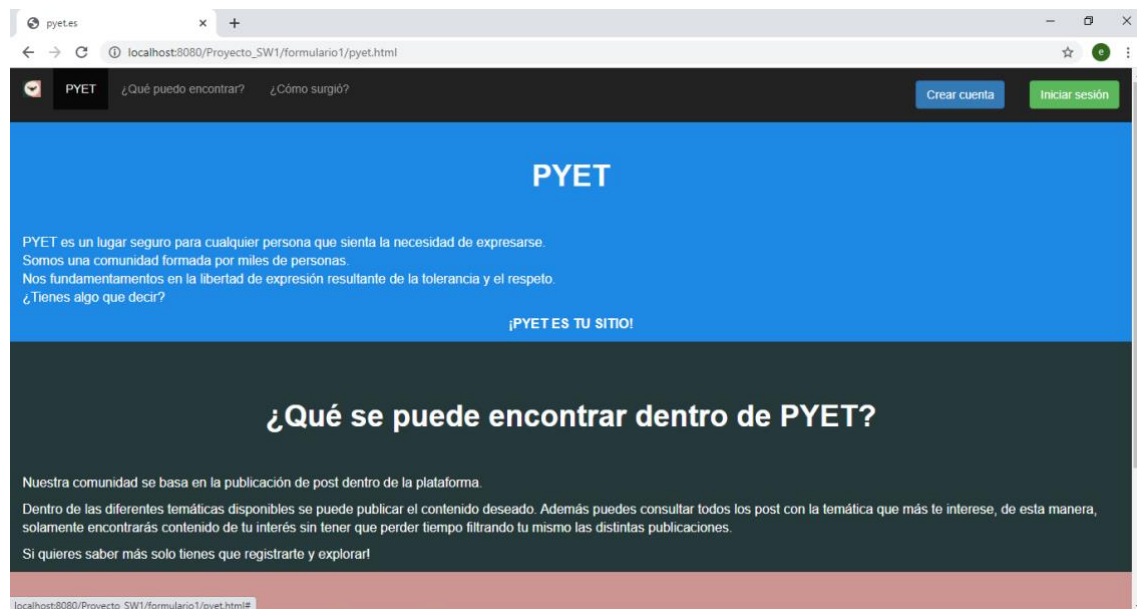 pyet.es
localhost:8080/Proyecto_SW1/formulario1/pyet.html
e
PYET ¿Qué puedo encontrar? ¿Cómo surgió? Crear cuenta Iniciar sesión
PYET
PYET es un lugar seguro para cualquier persona que sienta la necesidad de expresarse.
Somos una comunidad formada por miles de personas.
Nos fundamentamentos en la libertad de expresión resultante de la tolerancia y el respeto.
¿Tienes algo que decir?
¡PYET ES TU SITIO!
¿Qué se puede encontrar dentro de PYET?
Nuestra comunidad se basa en la publicación de post dentro de la plataforma.
Dentro de las diferentes temáticas disponibles se puede publicar el contenido deseado. Además puedes consultar todos los post con la temática que más te interese, de esta manera,
solamente encontrarás contenido de tu interés sin tener que perder tiempo filtrando tu mismo las distintas publicaciones.
Si quieres saber más solo tienes que registrarte y explorar!
localhost:8080/Proyecto_SW1/formulario1/pyet.html#